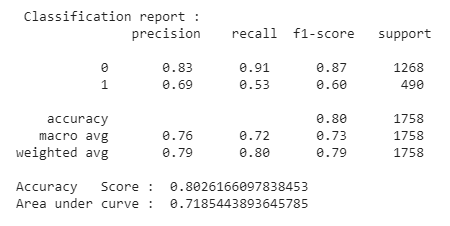 Classification report :
precision recall f1-score support
0 0.83 0.91 0.87 1268
1 0.69 0.53 0.60 490
accuracy 0.80 1758
macro avg 0.76 0.72 0.73 1758
weighted avg 0.79 0.80 0.79 1758
Accuracy Score : 0.8026166097838453
Area under curve : 0.7185443893645785